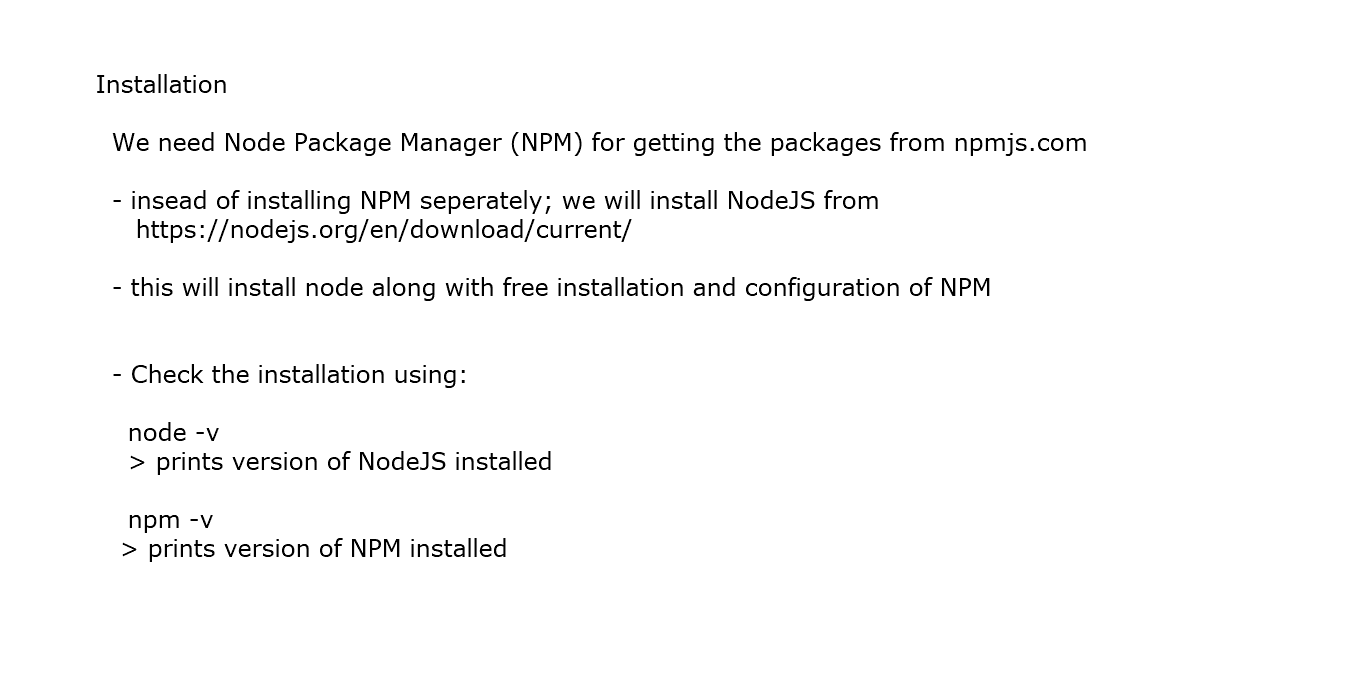 Installation
We need Node Package Manager (NPM) for getting the packages from npmjs.com
- insead of installing NPM seperately; we will install NodeJS from
https://nodejs.org/en/download/current/
- this will install node along with free installation and configuration of NPM
- Check the installation using:
node -v
> prints version of NodeJS installed
npm -v
> prints version of NPM installed